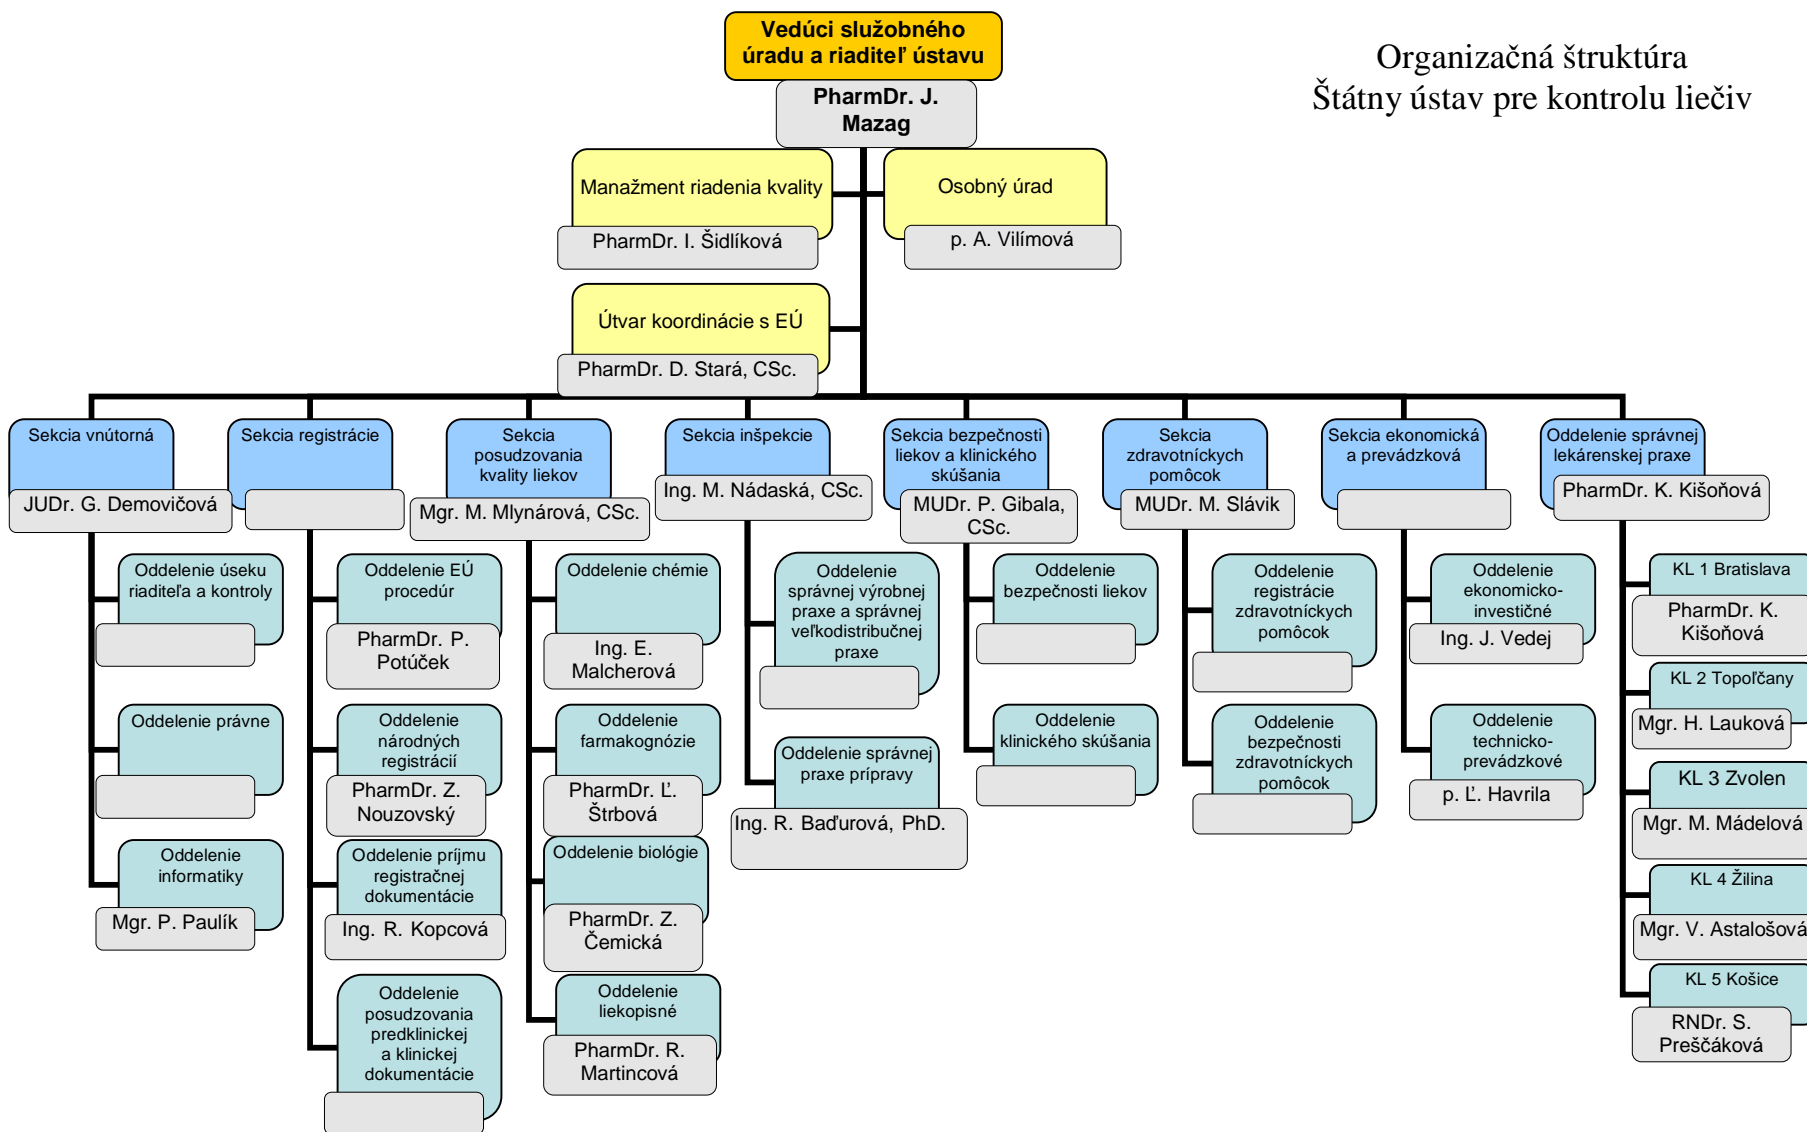 Vedúci služobného
úradu a riaditeľ ústavu
PharmDr. J.
Mazag
Organizačná štruktúra
Štátny ústav pre kontrolu liečiv
Manažment riadenia kvality
PharmDr. I. Šidlíková
Osobný úrad
p. A. Vilímová
Útvar koordinácie s EÚ
PharmDr. D. Stará, CSc.
Sekcia vnútorná
JUDr. G. Demovičová
Oddelenie úseku
riaditeľa a kontroly
Oddelenie právne
Oddelenie
informatiky
Mgr. P. Paulík
Sekcia registrácie
Oddelenie EÚ
procedúr
PharmDr. P.
Potúček
Oddelenie
národných
registrácií
PharmDr. Z.
Nouzovský
Oddelenie príjmu
registračnej
dokumentácie
Ing. R. Kopcová
Oddelenie
posudzovania
predklinickej
a klinickej
dokumentácie
Sekcia
posudzovania
kvality liekov
Mgr. M. Mlynárová, CSc.
Oddelenie chémie
Ing. E.
Malcherová
Oddelenie
farmakognózie
PharmDr. Ľ.
Štrbová
Oddelenie biológie
PharmDr. Z.
Čemická
Oddelenie
liekopisné
PharmDr. R.
Martincová
Sekcia inšpekcie
Ing. M. Nádaská, CSc.
Oddelenie
správnej výrobnej
praxe a správnej
veľkodistribučnej
praxe
Oddelenie správnej
praxe prípravy
Ing. R. Baďurová, PhD.
Sekcia bezpečnosti
liekov a klinického
skúšania
MUDr. P. Gibala,
CSc.
Oddelenie
bezpečnosti liekov
Oddelenie
klinického skúšania
Sekcia
zdravotníckych
pomôcok
MUDr. M. Slávik
Oddelenie
registrácie
zdravotníckych
pomôcok
Oddelenie
bezpečnosti
zdravotníckych
pomôcok
Sekcia ekonomická
a prevádzková
Oddelenie
ekonomicko-
investičné
Ing. J. Vedej
Oddelenie
technicko-
prevádzkové
p. Ľ. Havrila
Oddelenie správnej
lekárenskej praxe
PharmDr. K. Kišoňová
KL 1 Bratislava
PharmDr. K.
Kišoňová
KL 2 Topoľčany
Mgr. H. Lauková
KL 3 Zvolen
Mgr. M. Mádelová
KL 4 Žilina
Mgr. V. Astalošová
KL 5 Košice
RNDr. S.
Preščáková